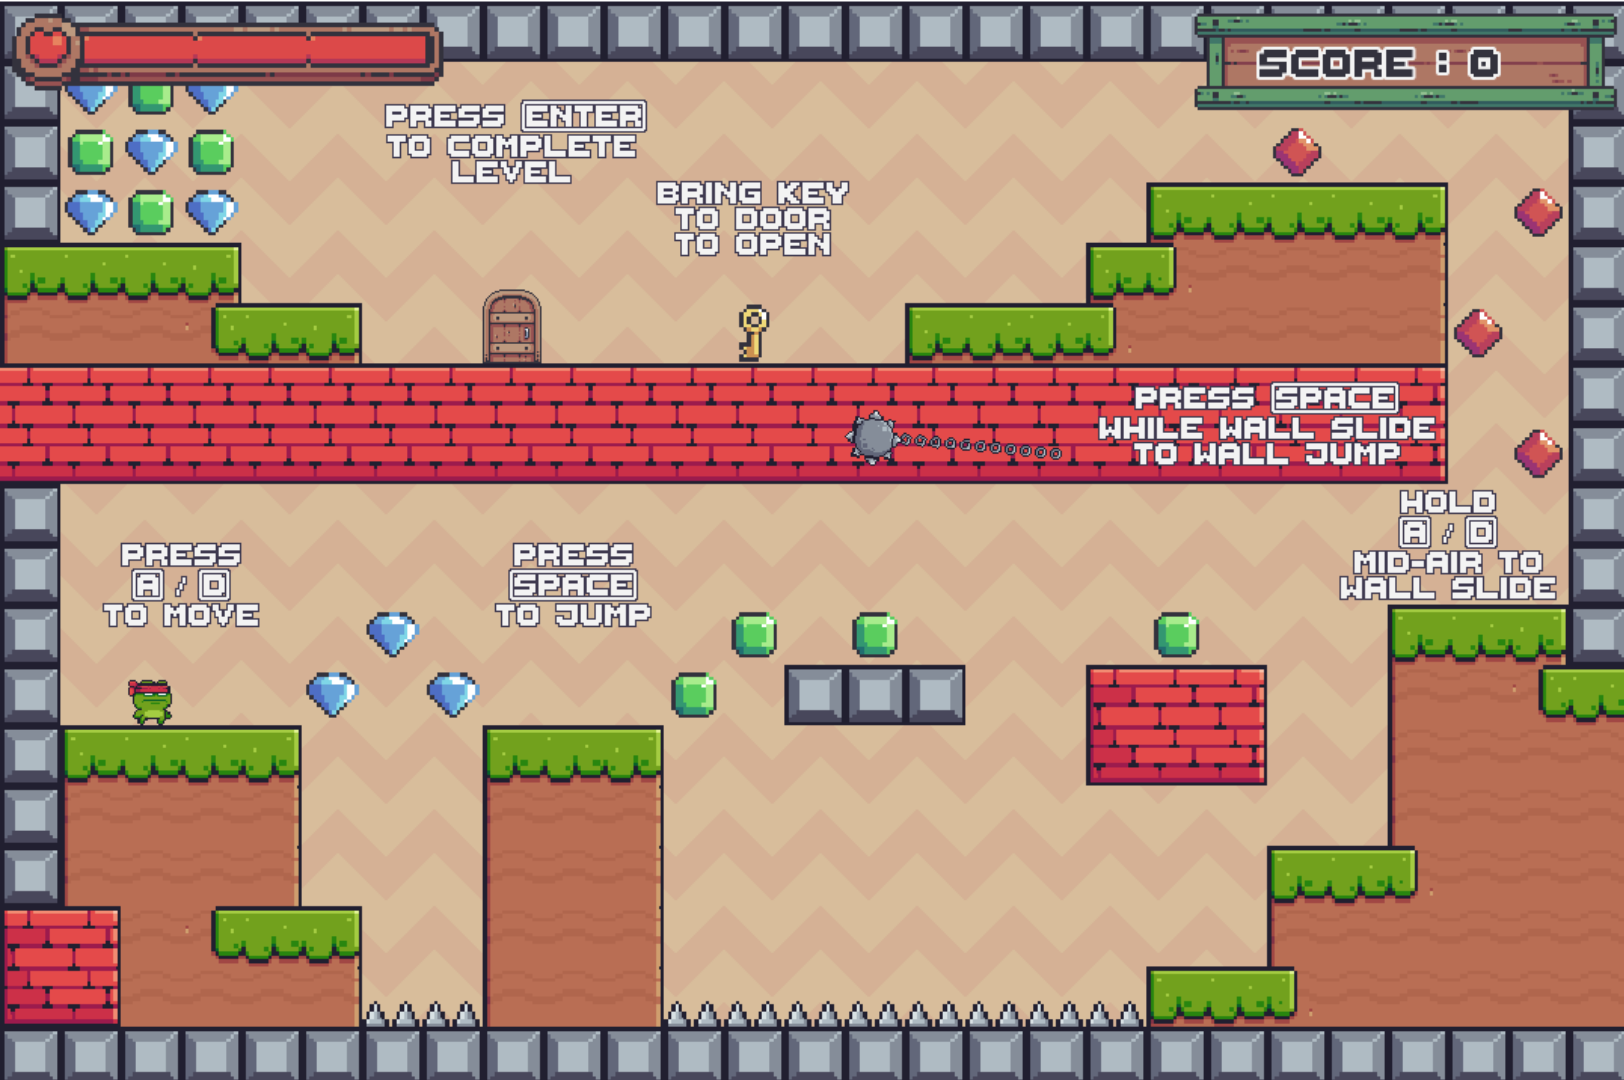 SCORE : 0
PRESS ENTER
TO COMPLETE
LEVEL
BRING KEY
TO DOOR
TO OPEN
PRESS SPACE
WHILE WALL SLIDE
TO WALL JUMP
HOLD
A / D
MID-AIR TO
WALL SLIDE
PRESS
A / D
TO MOVE
PRESS
SPACE
TO JUMP